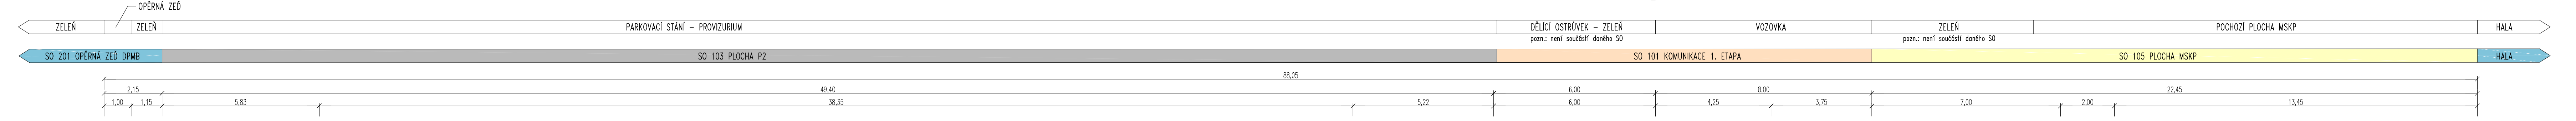 OPĚRNÁ ZEĎ
ZELEŇ ZELEŇ PARKOVACÍ STÁNÍ – PROVIZURIUM DĚLÍCÍ OSTRŮVEK – ZELEŇ VOZOVKA ZELEŇ POCHOZÍ PLOCHA MSKP HALA
pozn.: není součástí daného SO pozn.: není součástí daného SO
SO 201 OPĚRNÁ ZEĎ DPMB SO 103 PLOCHA P2 SO 101 KOMUNIKACE 1. ETAPA SO 105 PLOCHA MSKP HALA
88,05
2,15 49,40 6,00 8,00 22,45
1,00 1,15 5,83 38,35 5,22 6,00 4,25 3,75 7,00 2,00 13,45